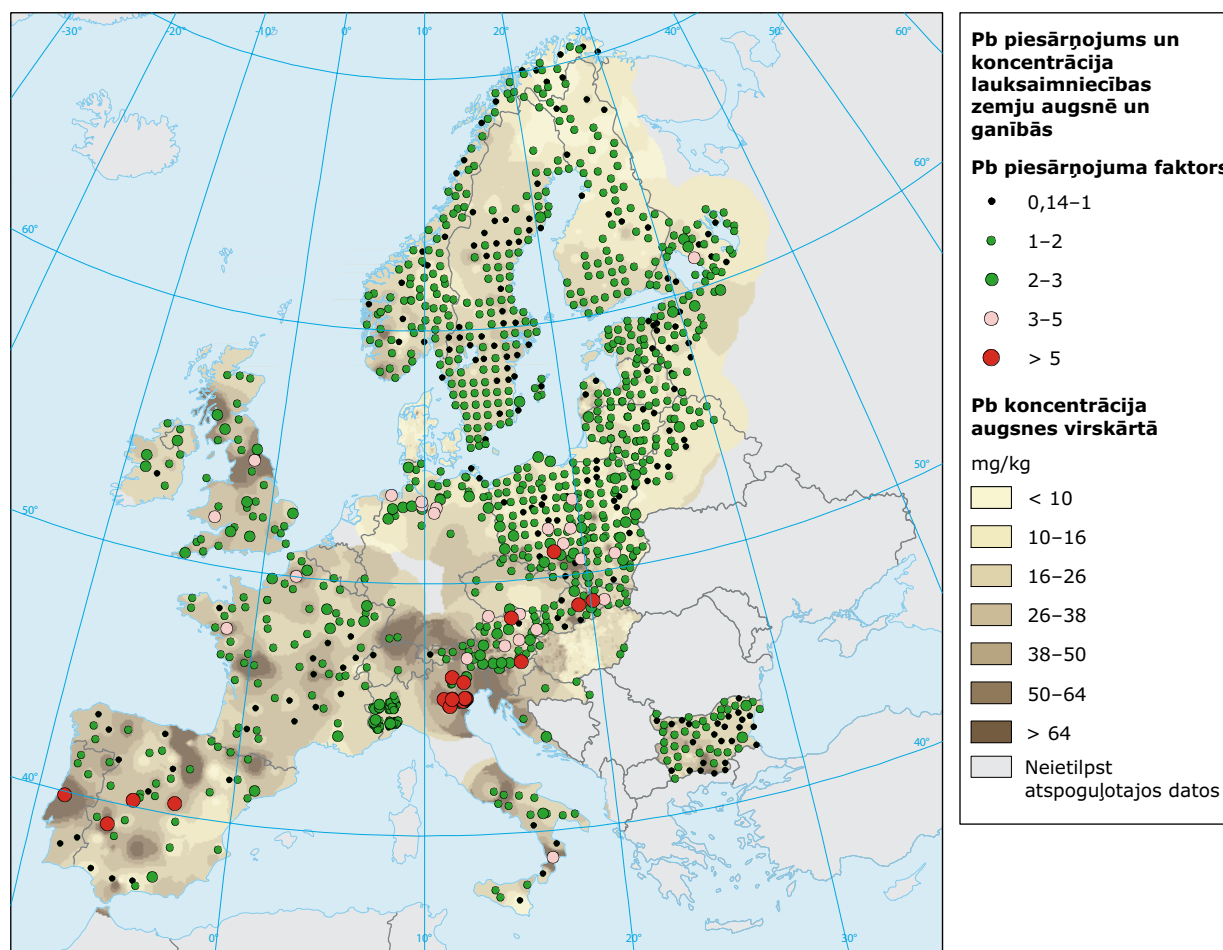 -30°
-20°
-10°
0°
10°
20°
30°
40°
50°
60°
60°
60°
50°
50°
40°
40°
0°
10°
20°
30°
Pb piesārņojums un
koncentrācija
lauksaimniecības
zemju augsnē un
ganībās
Pb piesārņojuma faktors
0,14–1
1–2
2–3
3–5
> 5
Pb koncentrācija
augsnes virskārtā
mg/kg
< 10
10–16
16–26
26–38
38–50
50–64
> 64
Neietilpst
atspoguļotajos datos